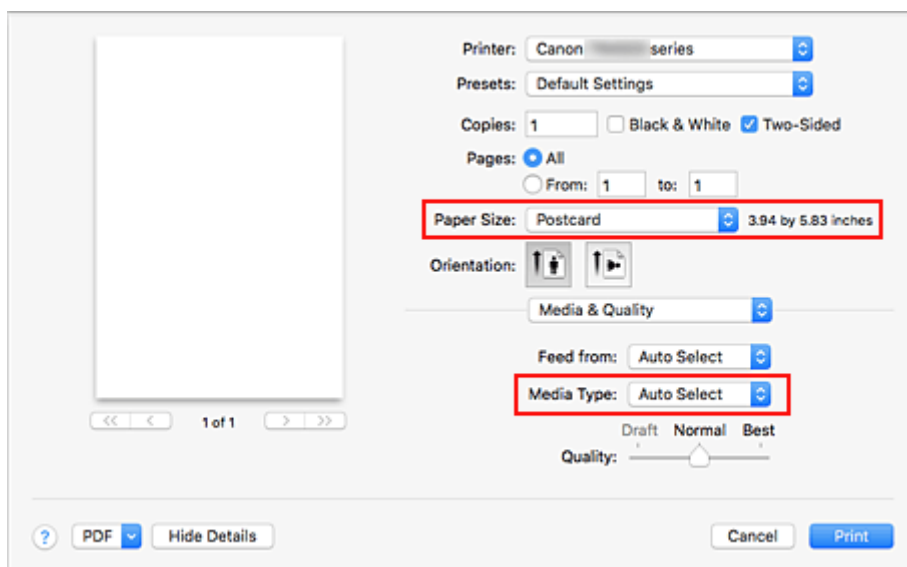 Printer: Canon series
Presets: Default Settings
Copies: 1 Black & White Two-Sided
Pages: All
From: 1 to: 1
Paper Size: Postcard 3.94 by 5.83 inches
Orientation:
Media & Quality
Feed from: Auto Select
Media Type: Auto Select
1 of 1
Draft Normal Best
Quality:
? PDF Hide Details Cancel Print